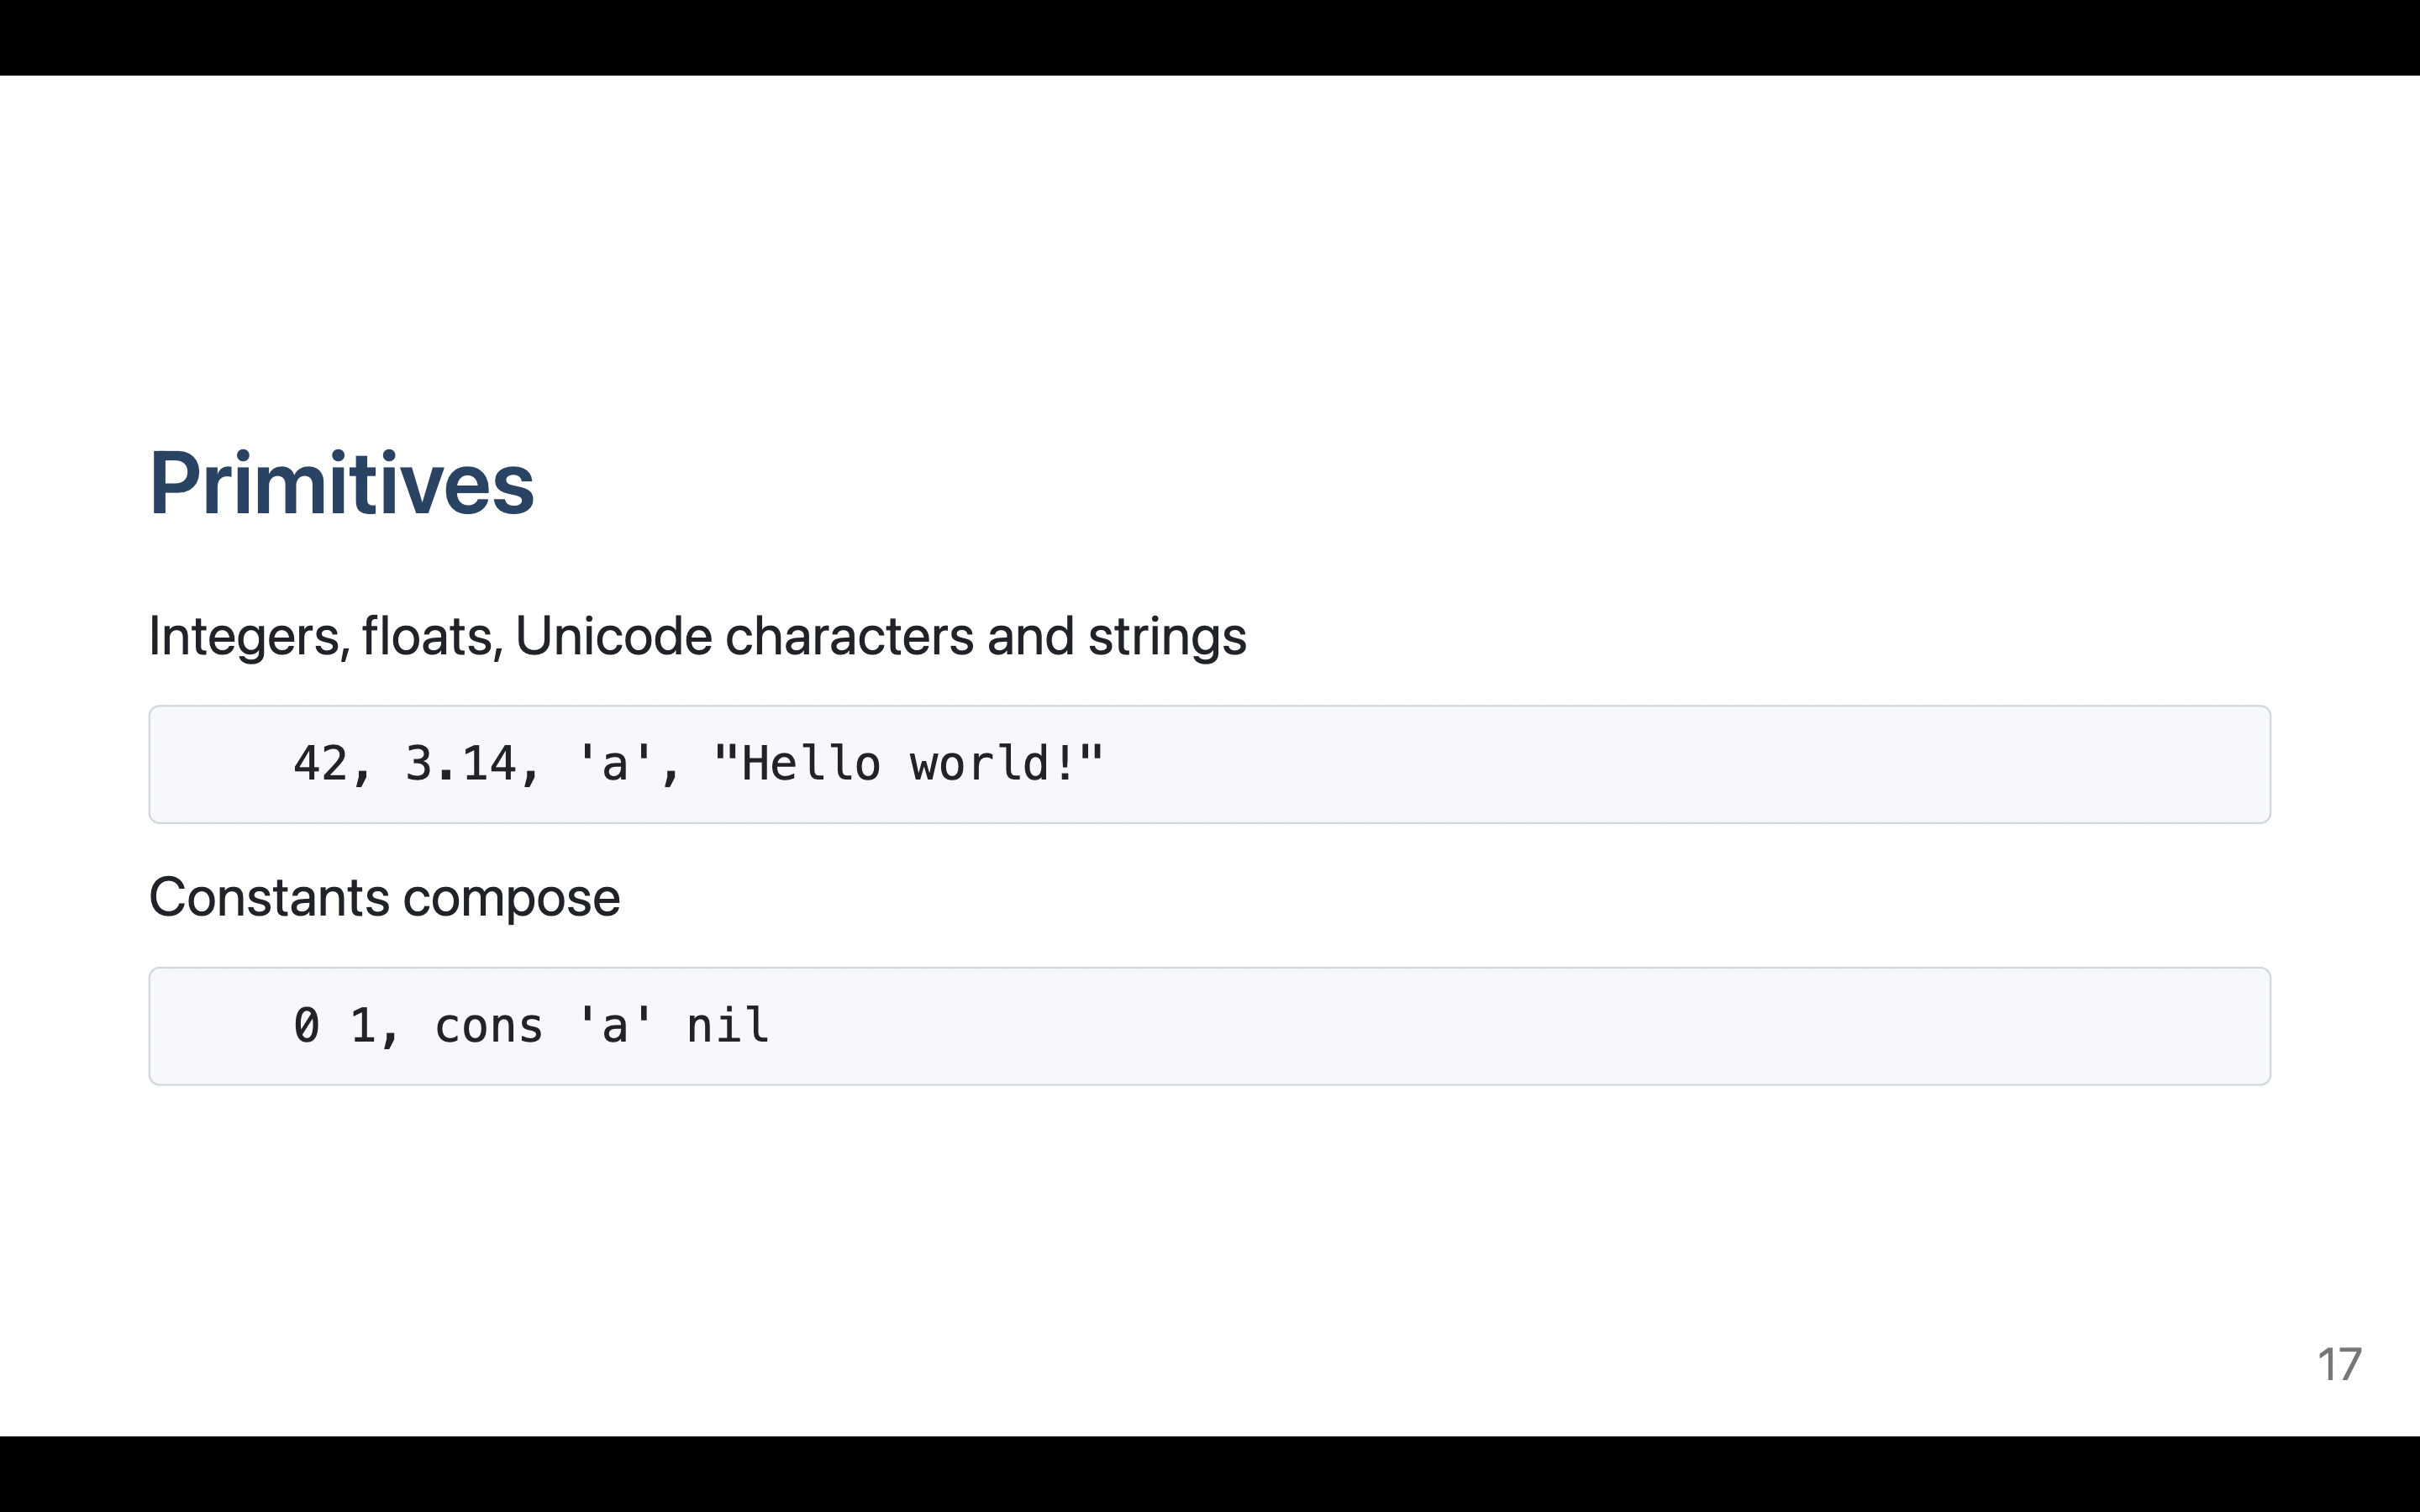 Primitives
Integers, floats, Unicode characters and strings
42, 3.14, 'a', "Hello world!"
Constants compose
0 1, cons 'a' nil
17